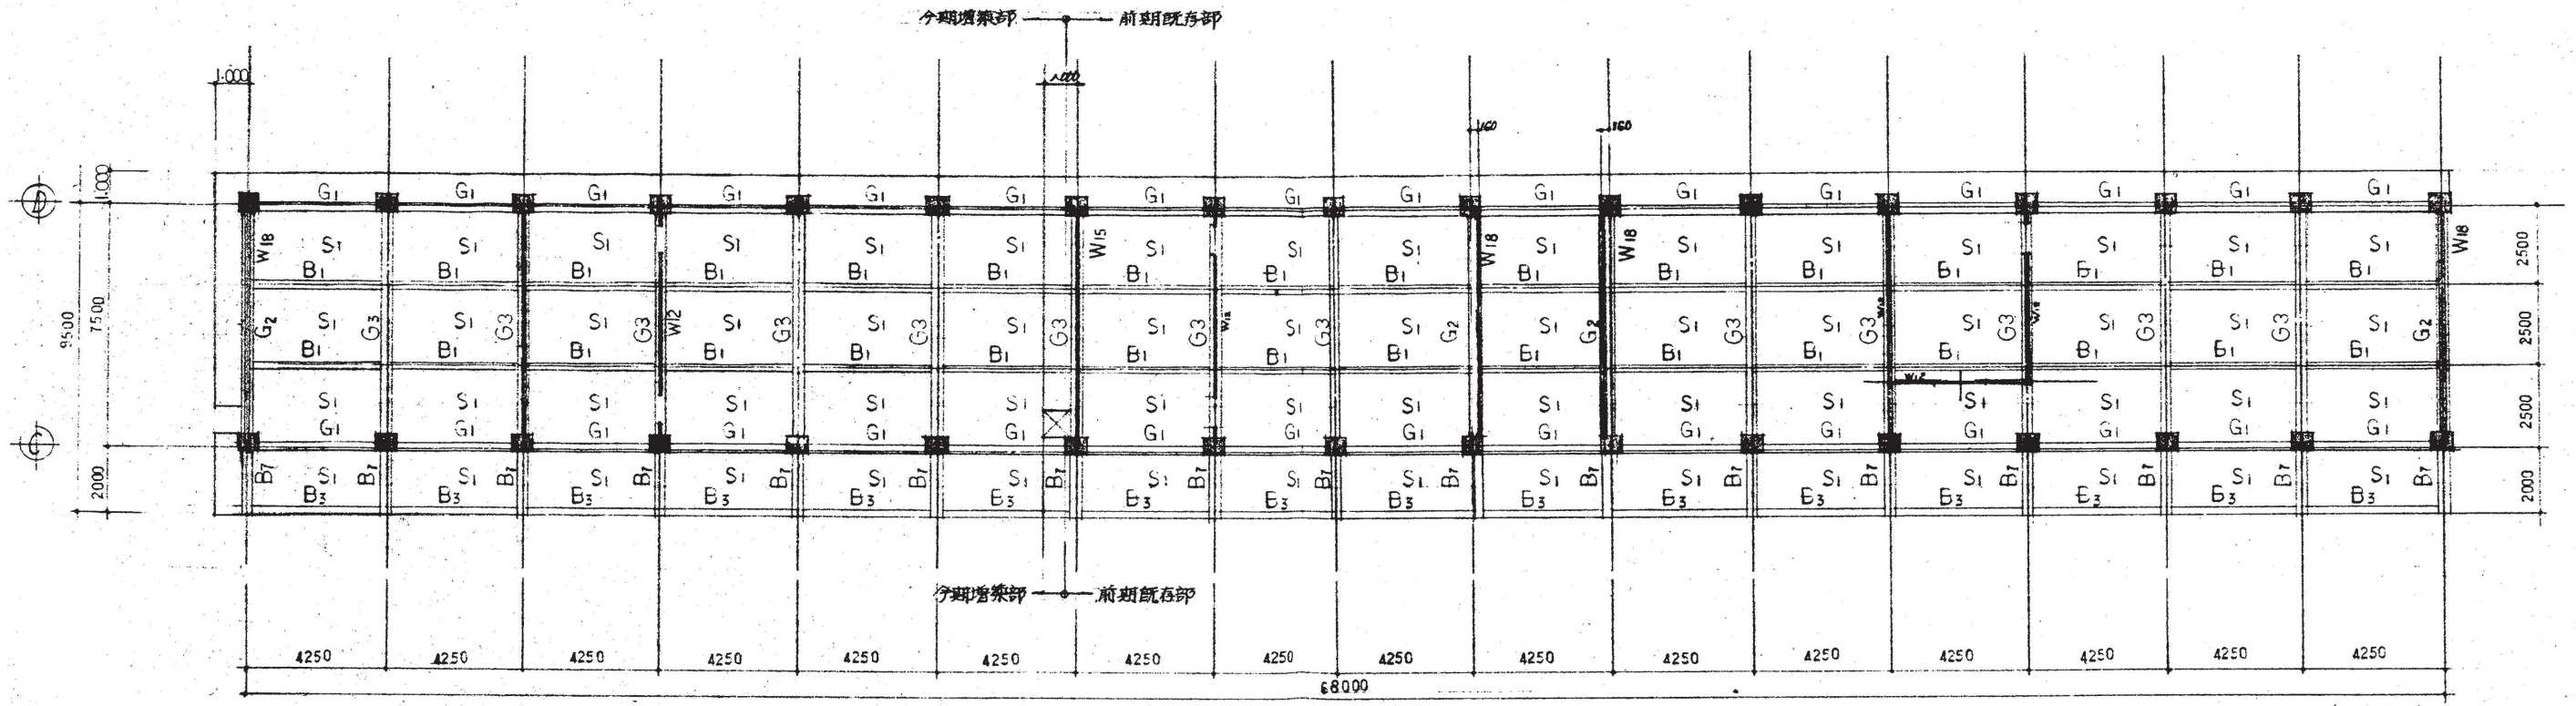 今期増築部 前期既存部
1.000 1.000
160 160
1.000
D G1 G1 G1 G1 G1 G1 G1 G1 G1 G1 G1 G1 G1 G1 G1 G1
W18 S1 S1 S1 S1 S1 S1 W15 S1 S1 S1 W18 S1 W18 S1 S1 S1 S1 S1 S1 W18 2500
B1 B1 B1 B1 B1 B1 B1 B1 B1 B1 B1 B1 B1 B1 B1 B1
9500 7500 G2 S1 G3 S1 G3 S1 G3 W12 S1 G3 S1 G3 S1 G3 S1 G3 W12 S1 G3 S1 G2 S1 G2 S1 G3 S1 G3 S1 G3 S1 G3 S1 G3 S1 G2 2500
B1 B1 B1 B1 B1 B1 B1 B1 B1 B1 B1 B1 B1 B1 B1 B1
S1 S1 S1 S1 S1 S1 S1 S1 S1 S1 S1 S1 S1 S1 S1 S1 2500
C G1 G1 G1 G1 G1 G1 G1 G1 G1 G1 G1 G1 G1 G1 G1 G1
2000 B7 S1 B7 S1 B7 S1 B7 S1 B7 S1 B7 S1 B7 S1 B7 S1 B7 S1 B7 S1 B7 S1 B7 S1 B7 S1 B7 S1 B7 S1 B7 S1 B7 2000
B3 B3 B3 B3 B3 B3 B3 B3 B3 B3 B3 B3 B3 B3 B3 B3
今期増築部 前期既存部
4250 4250 4250 4250 4250 4250 4250 4250 4250 4250 4250 4250 4250 4250 4250 4250
68000